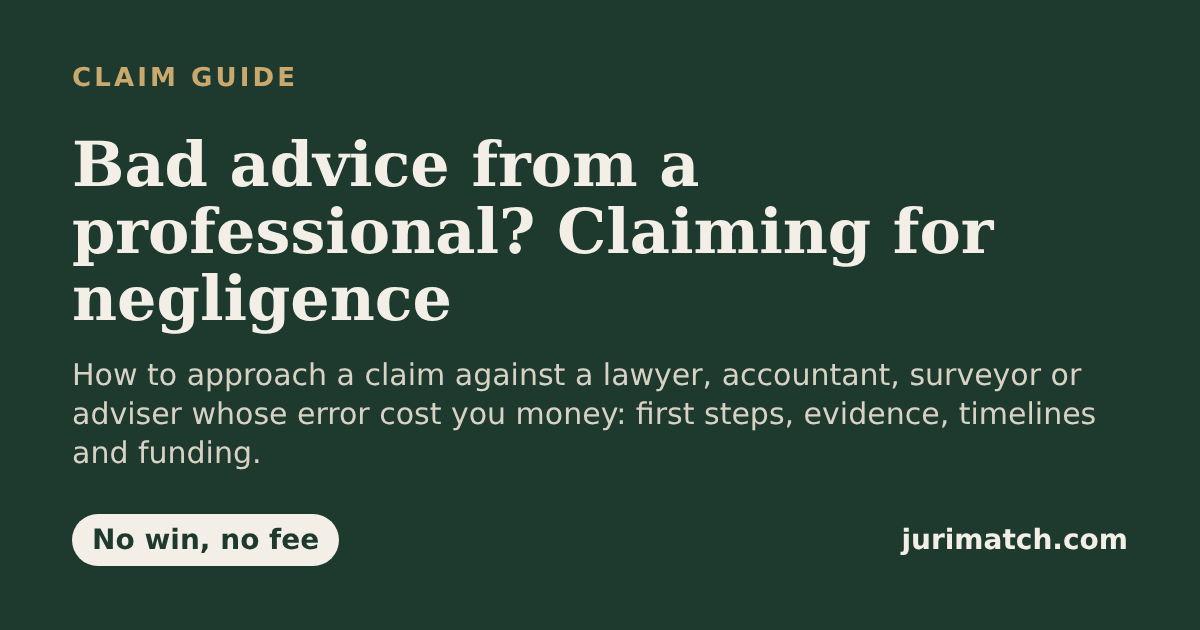 CLAIM GUIDE
Bad advice from a
professional? Claiming for
negligence
How to approach a claim against a lawyer, accountant, surveyor or
adviser whose error cost you money: first steps, evidence, timelines
and funding.
No win, no fee
jurimatch.com